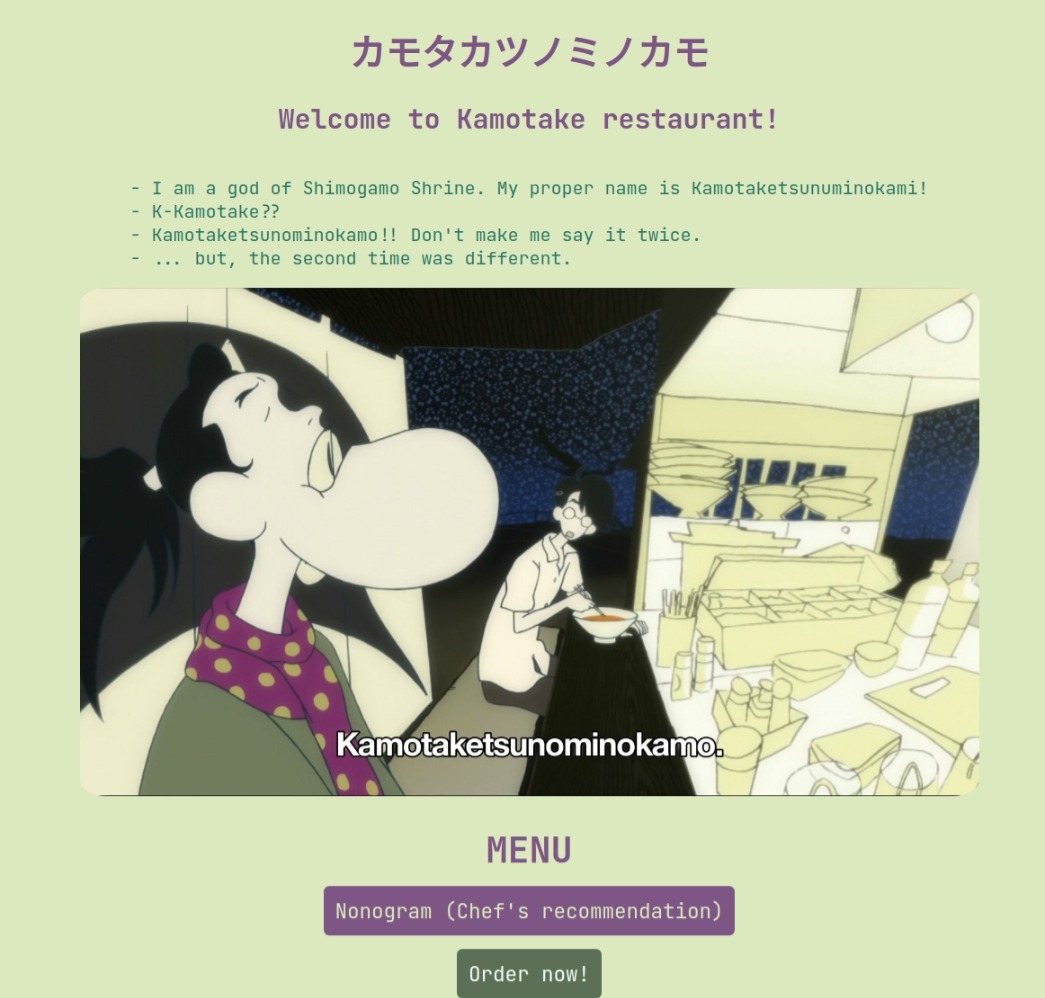 カモタカツノミノカモ
Welcome to Kamotake restaurant!
- I am a god of Shimogamo Shrine. My proper name is Kamotaketsunuminokami!
- K-Kamotake??
- Kamotaketsunominokamo!! Don't make me say it twice.
- ... but, the second time was different.
Kamotaketsunominokamo.
MENU
Nonogram (Chef's recommendation)
Order now!